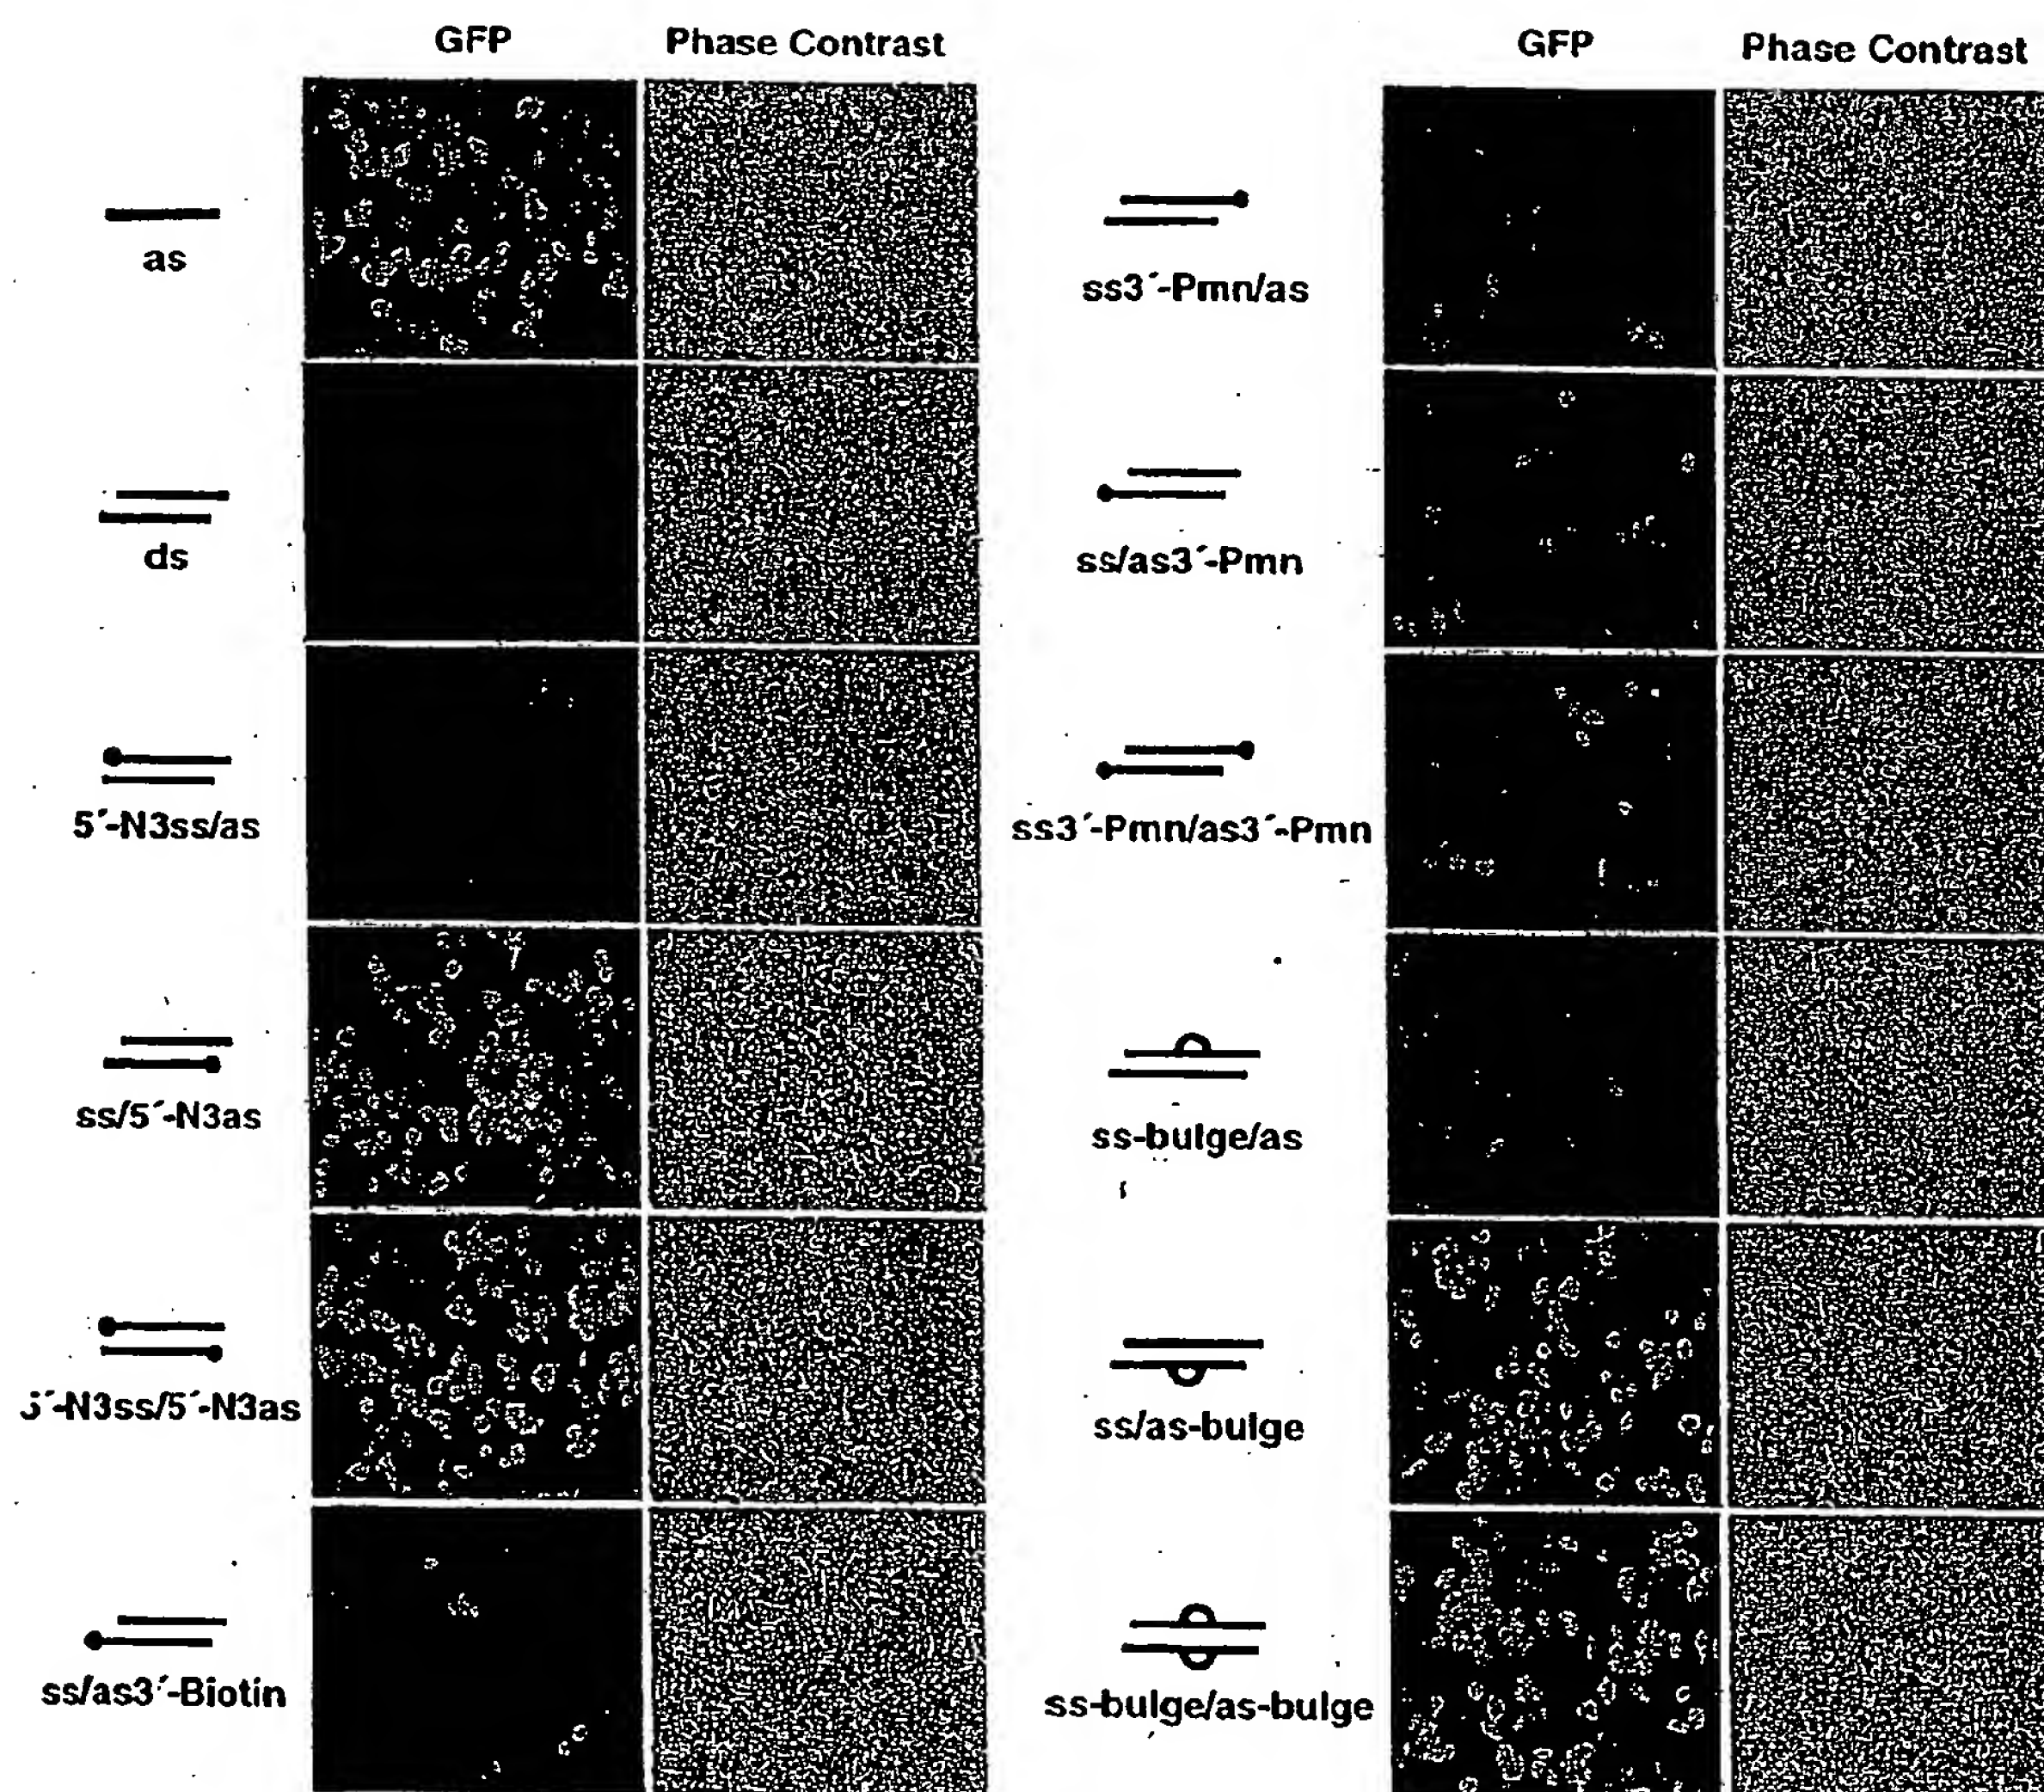 GFP Phase Contrast
as
ds
5´-N3ss/as
ss/5´-N3as
5´-N3ss/5´-N3as
ss/as3´-Biotin
GFP Phase Contrast
ss3´-Pmn/as
ss/as3´-Pmn
ss3´-Pmn/as3´-Pmn
ss-bulge/as
ss/as-bulge
ss-bulge/as-bulge